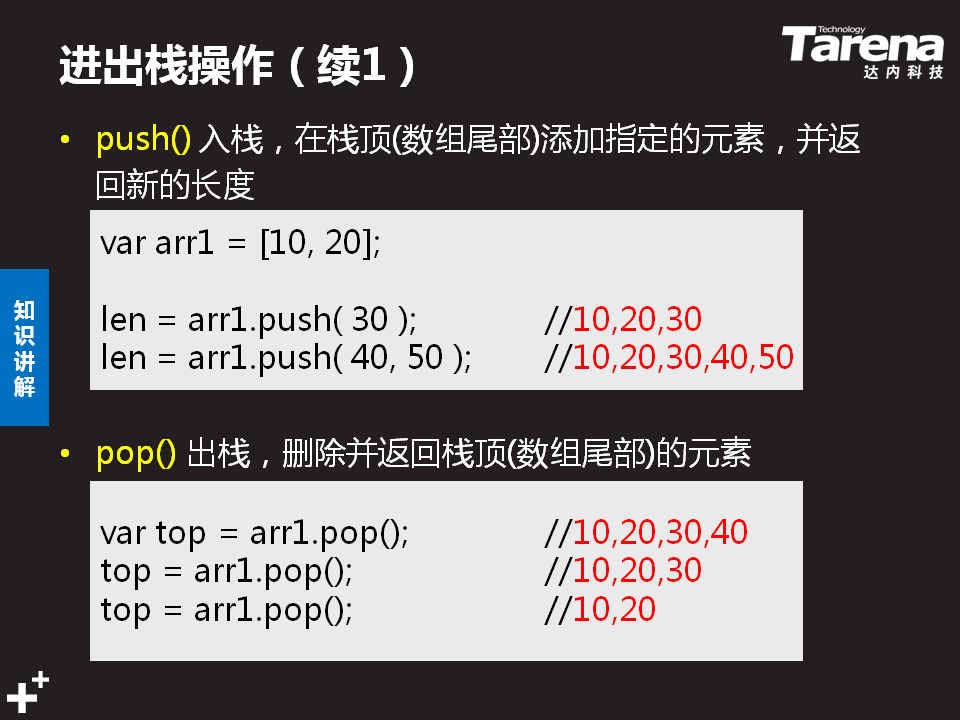 进出栈操作（续1）
Technology
Tarena
达内科技
• push() 入栈，在栈顶(数组尾部)添加指定的元素，并返
回新的长度
var arr1 = [10, 20];
len = arr1.push( 30 ); //10,20,30
len = arr1.push( 40, 50 ); //10,20,30,40,50
知识讲解
• pop() 出栈，删除并返回栈顶(数组尾部)的元素
var top = arr1.pop(); //10,20,30,40
top = arr1.pop(); //10,20,30
top = arr1.pop(); //10,20